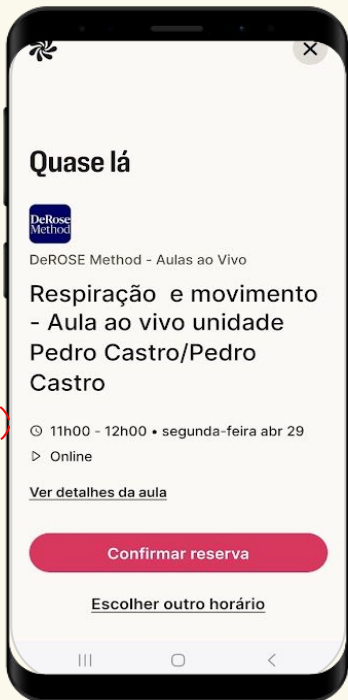 Quase lá
DeRose
Method
DeROSE Method - Aulas ao Vivo
Respiração e movimento
- Aula ao vivo unidade
Pedro Castro/Pedro
Castro
11h00 - 12h00 • segunda-feira abr 29
Online
Ver detalhes da aula
Confirmar reserva
Escolher outro horário